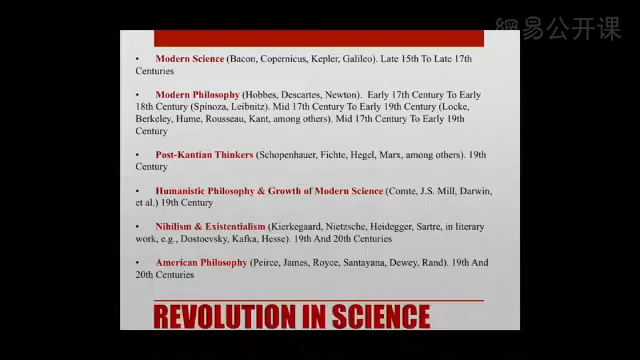 網易公开课
• Modern Science (Bacon, Copernicus, Kepler, Galileo). Late 15th To Late 17th
Centuries
• Modern Philosophy (Hobbes, Descartes, Newton). Early 17th Century To Early
18th Century (Spinoza, Leibnitz). Mid 17th Century To Early 19th Century (Locke,
Berkeley, Hume, Rousseau, Kant, among others). Mid 17th Century To Early 19th
Century
• Post-Kantian Thinkers (Schopenhauer, Fichte, Hegel, Marx, among others). 19th
Century
• Humanistic Philosophy & Growth of Modern Science (Comte, J.S. Mill, Darwin,
et al.) 19th Century
• Nihilism & Existentialism (Kierkegaard, Nietzsche, Heidegger, Sartre, in literary
work, e.g., Dostoevsky, Kafka, Hesse). 19th And 20th Centuries
• American Philosophy (Peirce, James, Royce, Santayana, Dewey, Rand). 19th And
20th Centuries
REVOLUTION IN SCIENCE